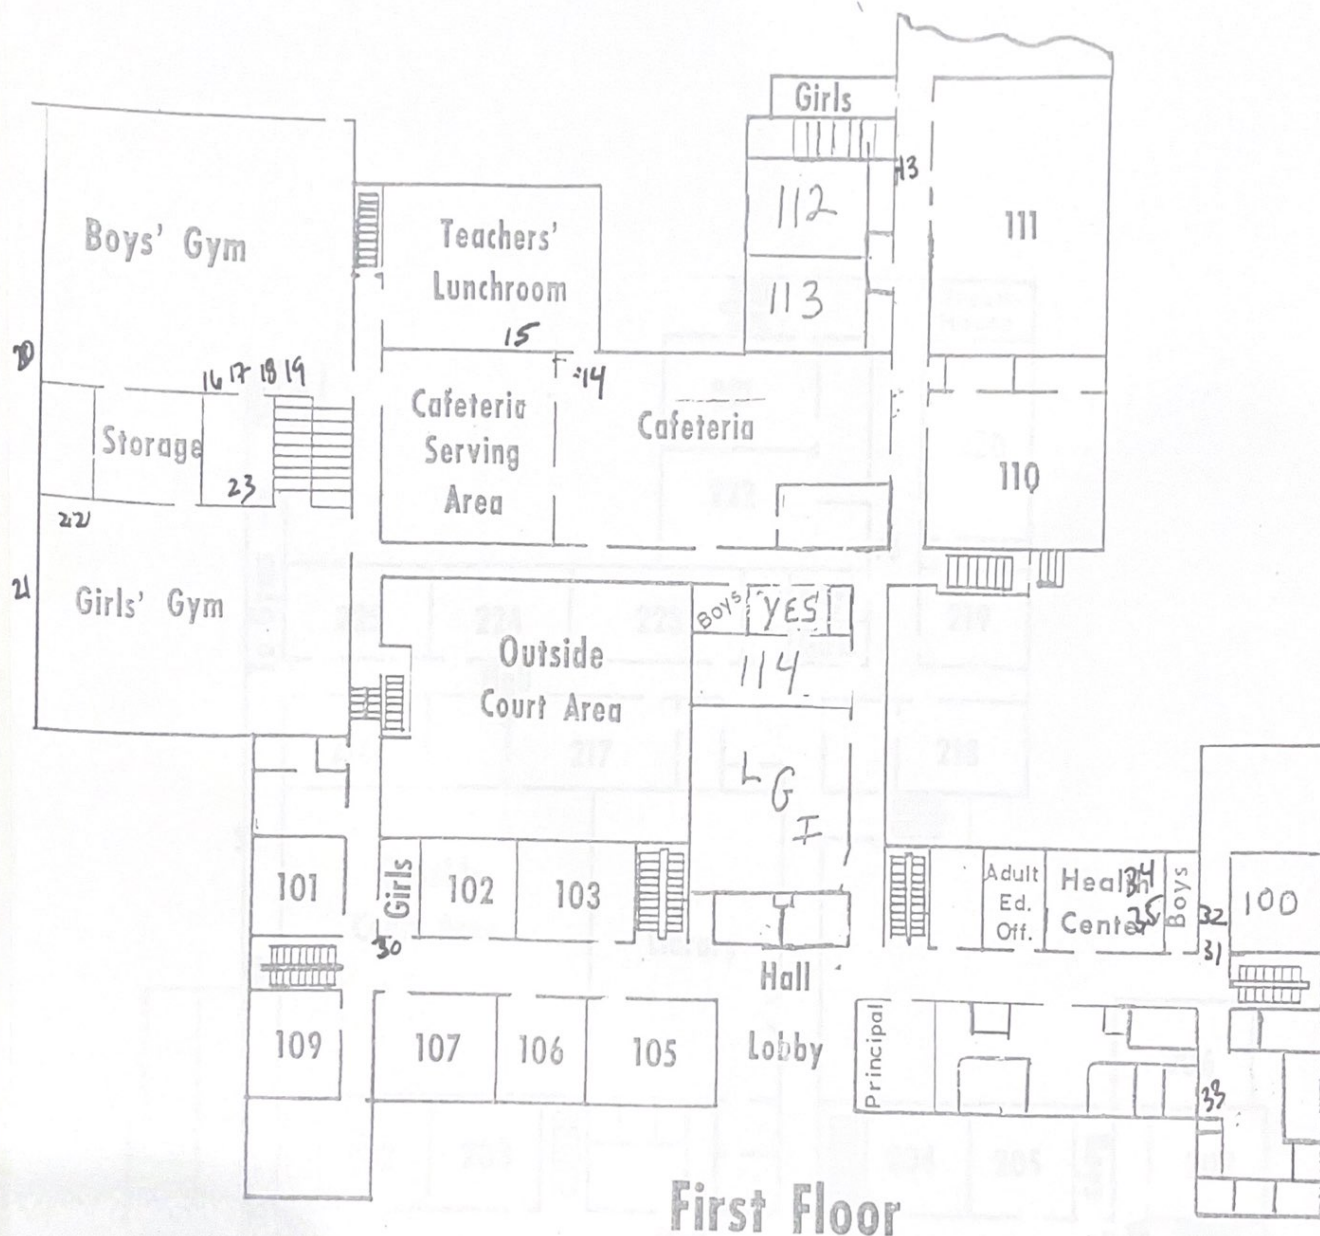 Girls
13
112
111
Boys' Gym
Teachers'
Lunchroom
113
15
20
16 17 18 19
14
Cafeteria
Serving
Area
Cafeteria
Storage
110
23
22
21
Girls' Gym
Boys
YES
Outside
Court Area
114
L
G
I
101
Girls
102
103
Adult
Ed.
Off.
Health
Center
34
35
Boys
32
31
100
30
Hall
109
107
106
105
Lobby
Principal
33
First Floor